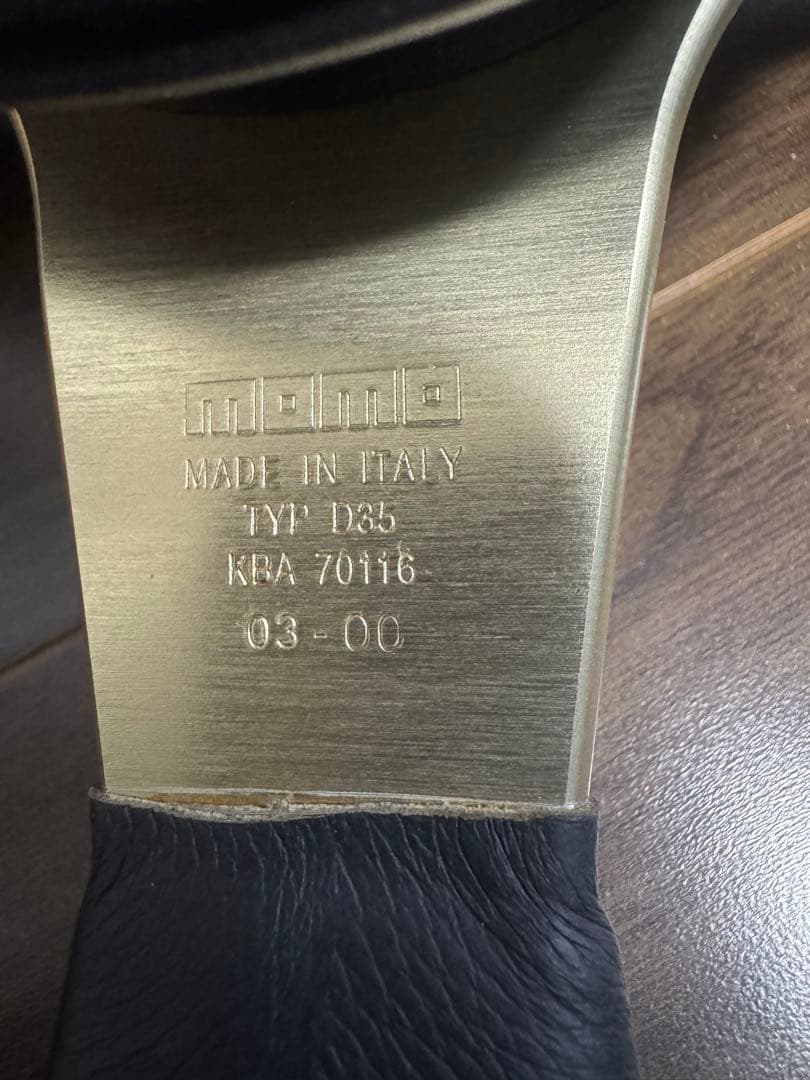 momo
MADE IN ITALY
TYP D35
KBA 70116
03-00